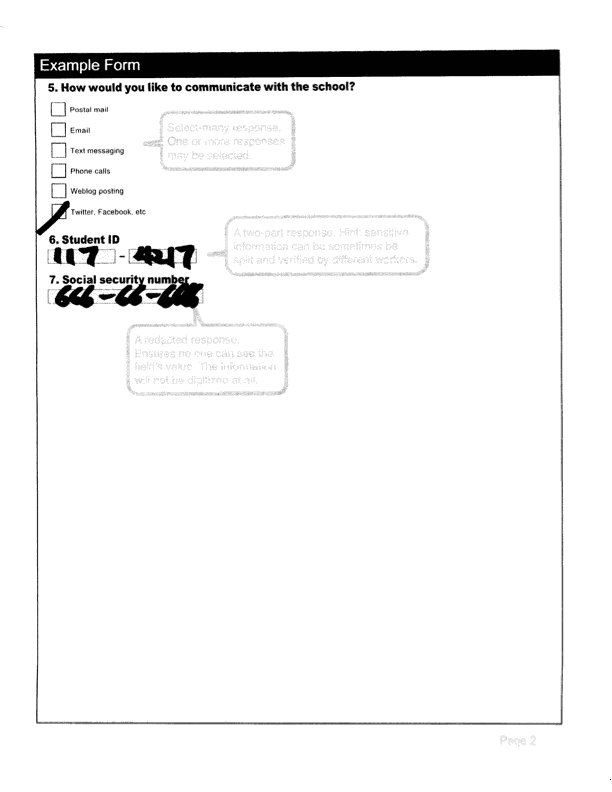 Example Form
5. How would you like to communicate with the school?
Postal mail
Email
Text messaging
Phone calls
Weblog posting
Twitter, Facebook, etc
Select-many response.
One or more responses
may be selected.
6. Student ID
117 - 4217
A two-part response. Hint: sensitive
information can be sometimes be
split and verified by different workers.
7. Social security number
A redacted response.
Ensures no one can see the
field's value. The information
will not be digitized at all.
Page 2